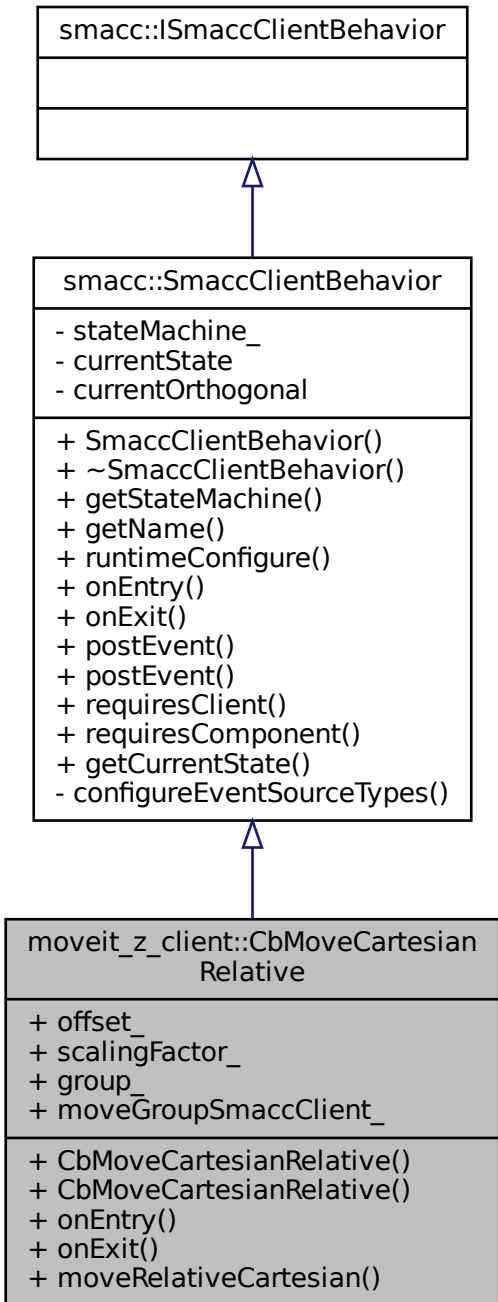 smacc::ISmaccClientBehavior
smacc::SmaccClientBehavior
- stateMachine_
- currentState
- currentOrthogonal
+ SmaccClientBehavior()
+ ~SmaccClientBehavior()
+ getStateMachine()
+ getName()
+ runtimeConfigure()
+ onEntry()
+ onExit()
+ postEvent()
+ postEvent()
+ requiresClient()
+ requiresComponent()
+ getCurrentState()
- configureEventSourceTypes()
moveit_z_client::CbMoveCartesian
Relative
+ offset_
+ scalingFactor_
+ group_
+ moveGroupSmaccClient_
+ CbMoveCartesianRelative()
+ CbMoveCartesianRelative()
+ onEntry()
+ onExit()
+ moveRelativeCartesian()